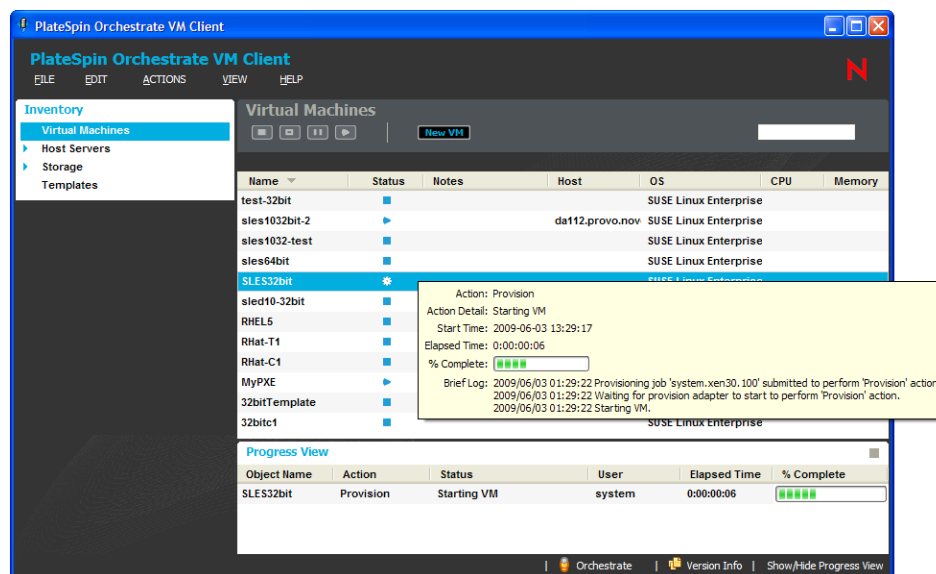 PlateSpin Orchestrate VM Client
PlateSpin Orchestrate VM Client
N
FILE EDIT ACTIONS VIEW HELP
Inventory
Virtual Machines
Host Servers
Storage
Templates
Virtual Machines
New VM
Name Status Notes Host OS CPU Memory
test-32bit SUSE Linux Enterprise
sles1032bit-2 da112.provo.nov SUSE Linux Enterprise
sles1032-test SUSE Linux Enterprise
sles64bit SUSE Linux Enterprise
SLES32bit SUSE Linux Enterprise
sled10-32bit
RHEL5
RHat-T1
RHat-C1
MyPXE
32bitTemplate
32bitc1 SUSE Linux Enterprise
Action: Provision
Action Detail: Starting VM
Start Time: 2009-06-03 13:29:17
Elapsed Time: 0:00:00:06
% Complete:
Brief Log: 2009/06/03 01:29:22 Provisioning job 'system.xen30.100' submitted to perform 'Provision' action
2009/06/03 01:29:22 Waiting for provision adapter to start to perform 'Provision' action.
2009/06/03 01:29:22 Starting VM.
Progress View
Object Name Action Status User Elapsed Time % Complete
SLES32bit Provision Starting VM system 0:00:00:06
Orchestrate | Version Info | Show/Hide Progress View